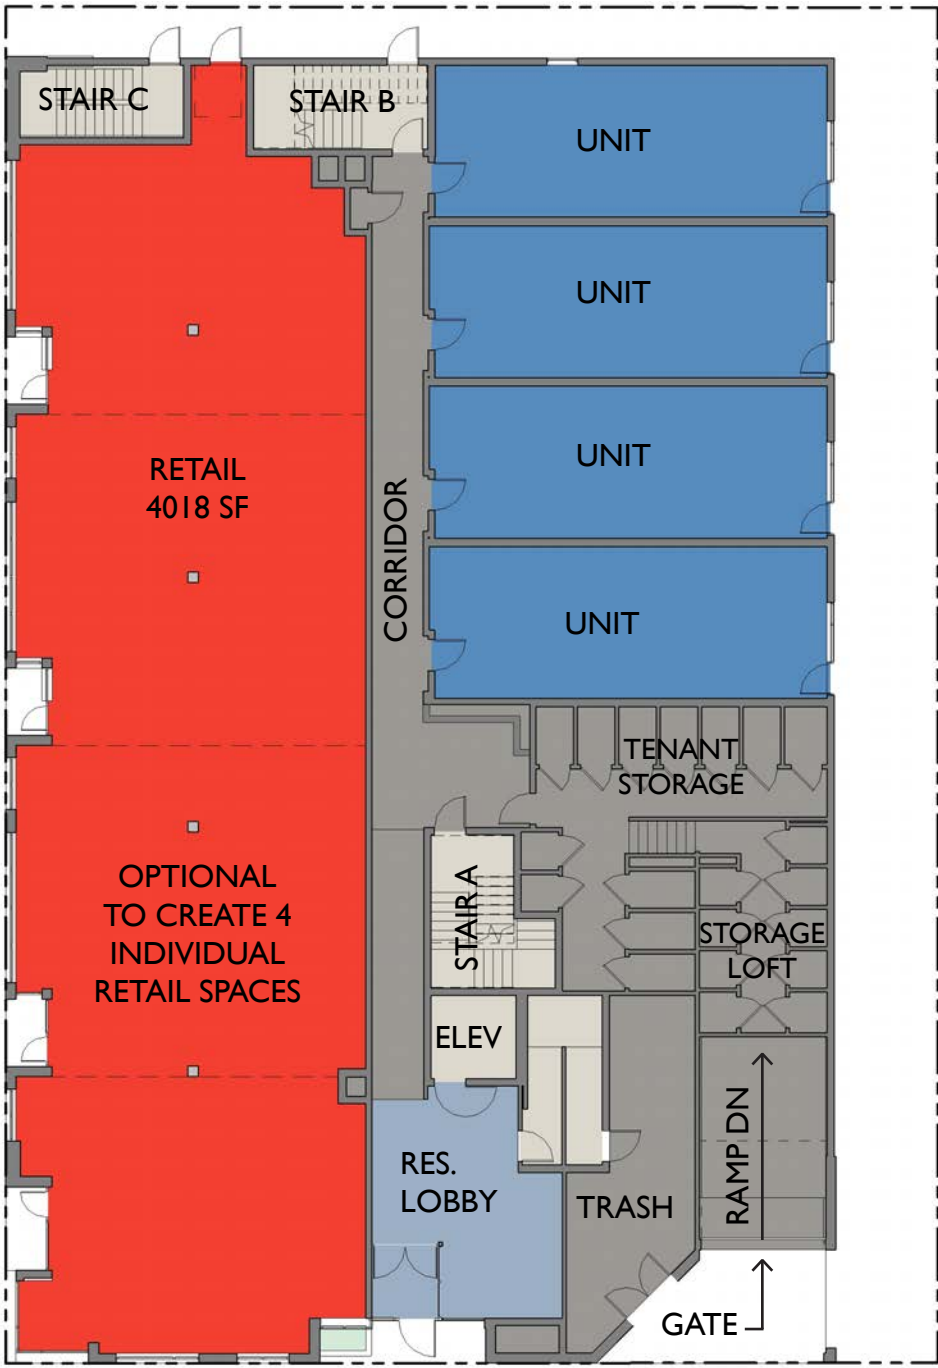 STAIR C
STAIR B
UNIT
UNIT
RETAIL
4018 SF
UNIT
CORRIDOR
UNIT
TENANT
STORAGE
OPTIONAL
TO CREATE 4
INDIVIDUAL
RETAIL SPACES
STAIR A
STORAGE
LOFT
ELEV
RES.
LOBBY
TRASH
RAMP DN
GATE